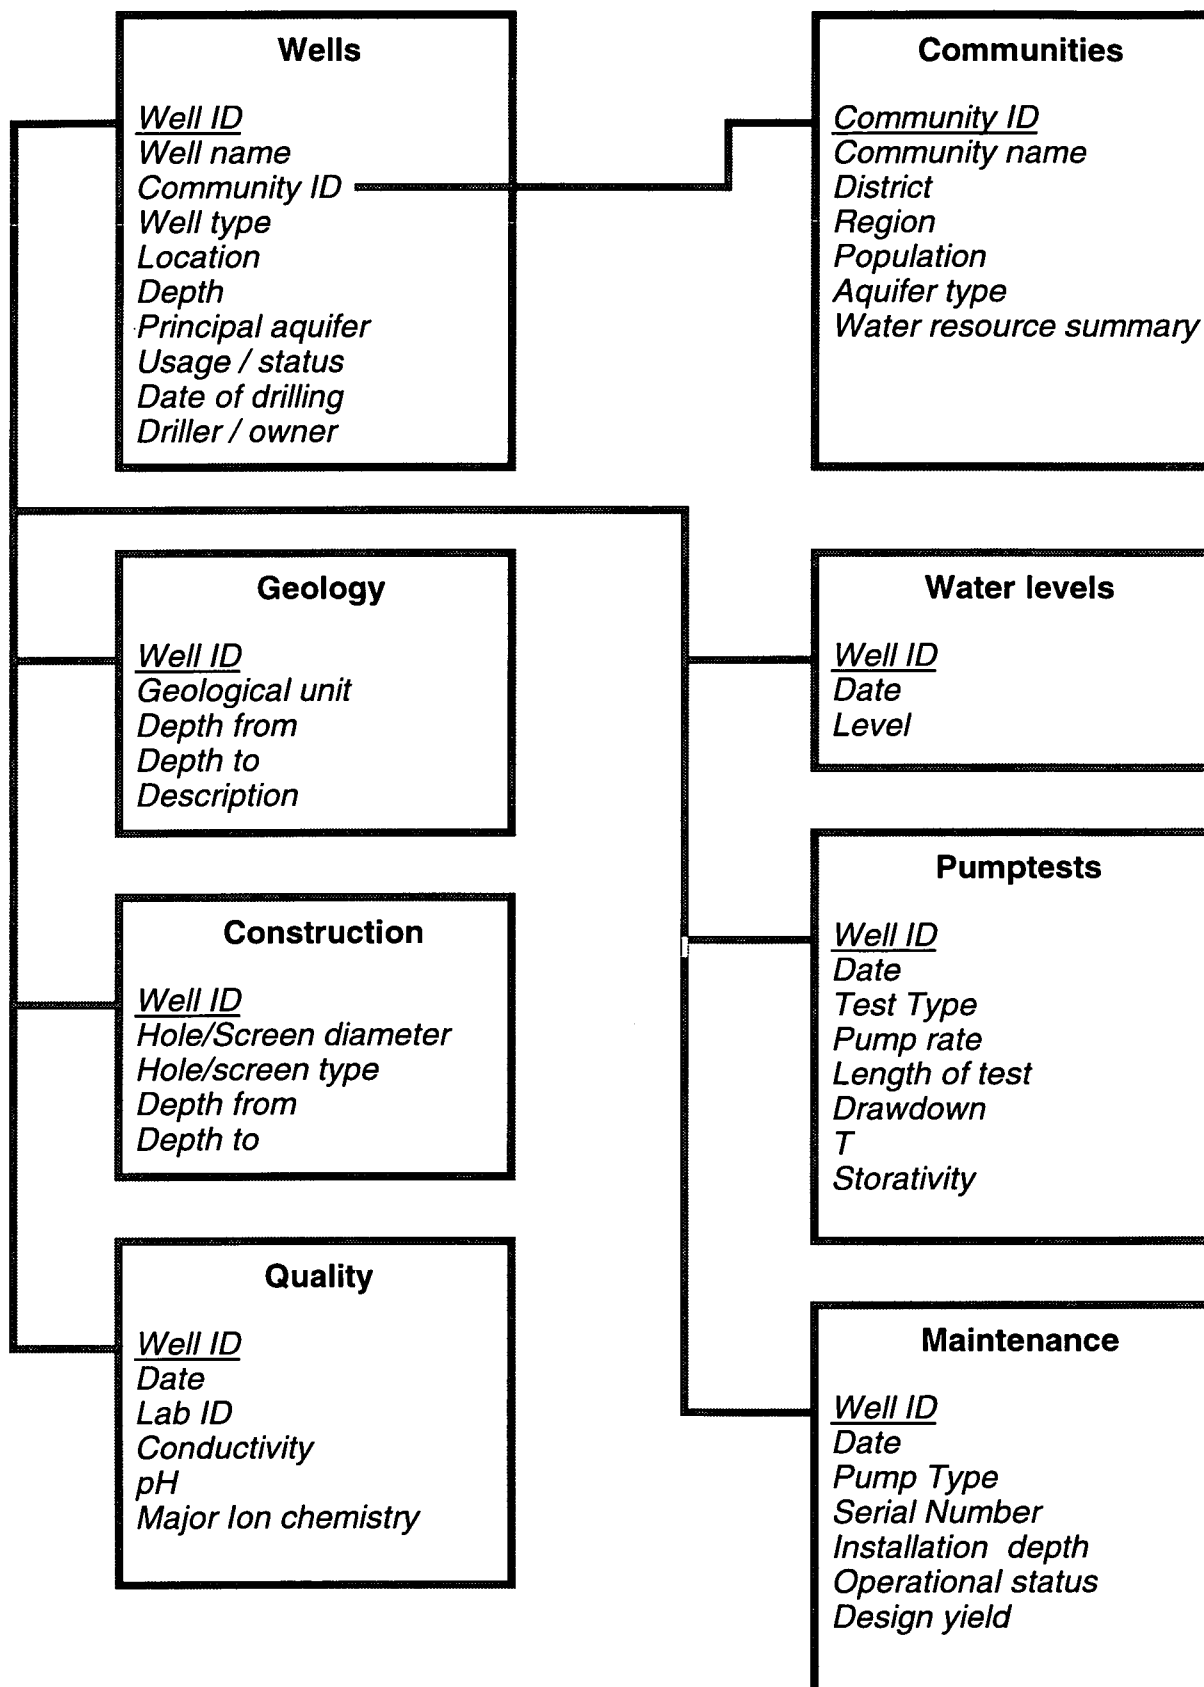 Wells
Well ID
Well name
Community ID
Well type
Location
Depth
Principal aquifer
Usage / status
Date of drilling
Driller / owner
Communities
Community ID
Community name
District
Region
Population
Aquifer type
Water resource summary
Geology
Well ID
Geological unit
Depth from
Depth to
Description
Water levels
Well ID
Date
Level
Construction
Well ID
Hole/Screen diameter
Hole/screen type
Depth from
Depth to
Pumptests
Well ID
Date
Test Type
Pump rate
Length of test
Drawdown
T
Storativity
Quality
Well ID
Date
Lab ID
Conductivity
pH
Major Ion chemistry
Maintenance
Well ID
Date
Pump Type
Serial Number
Installation depth
Operational status
Design yield